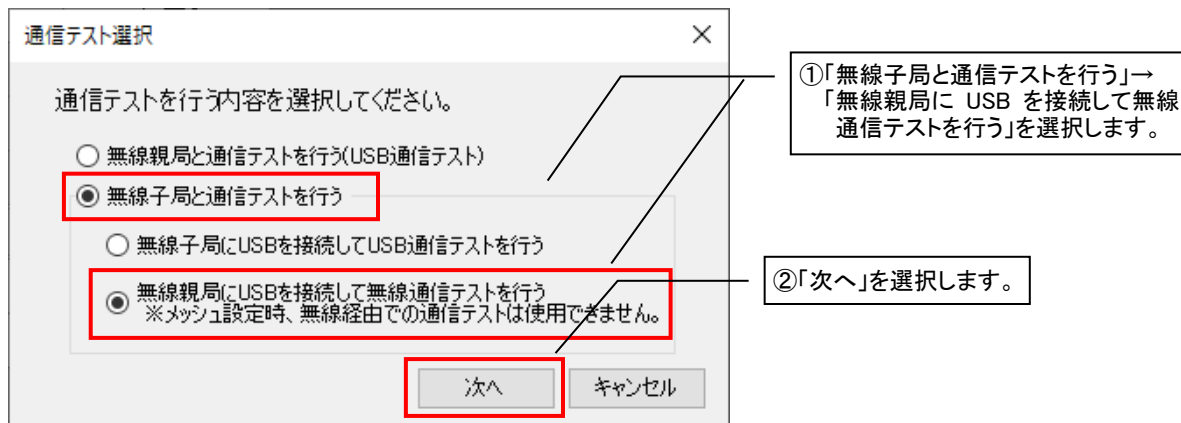 通信テスト選択
通信テストを行う内容を選択してください。
無線親局と通信テストを行う(USB通信テスト)
無線子局と通信テストを行う
無線子局にUSBを接続してUSB通信テストを行う
無線親局にUSBを接続して無線通信テストを行う
※メッシュ設定時、無線経由での通信テストは使用できません。
次へ
キャンセル
①「無線子局と通信テストを行う」→
「無線親局に USB を接続して無線
通信テストを行う」を選択します。
②「次へ」を選択します。